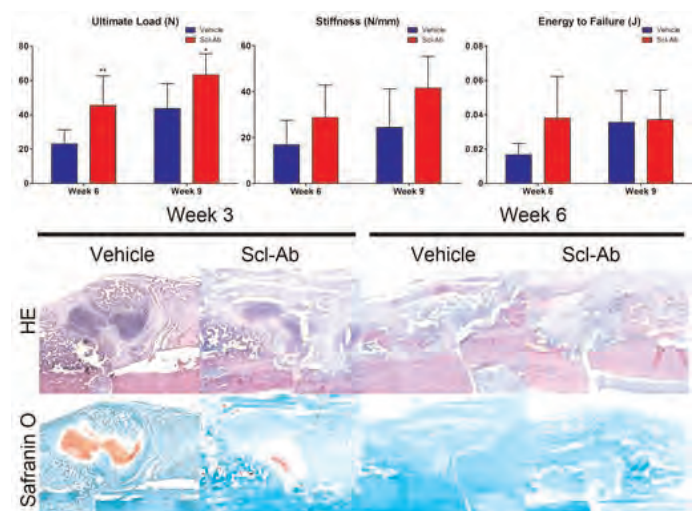 Ultimate Load (N)
Vehicle
Scl-Ab
80
60
40
20
0
**
*
Week 6
Week 9
Stiffness (N/mm)
Vehicle
Scl-Ab
60
40
20
0
Week 6
Week 9
Energy to Failure (J)
Vehicle
Scl-Ab
0.08
0.06
0.04
0.02
0.00
Week 6
Week 9
Week 3
Week 6
Vehicle
Scl-Ab
Vehicle
Scl-Ab
HE
Safranin O